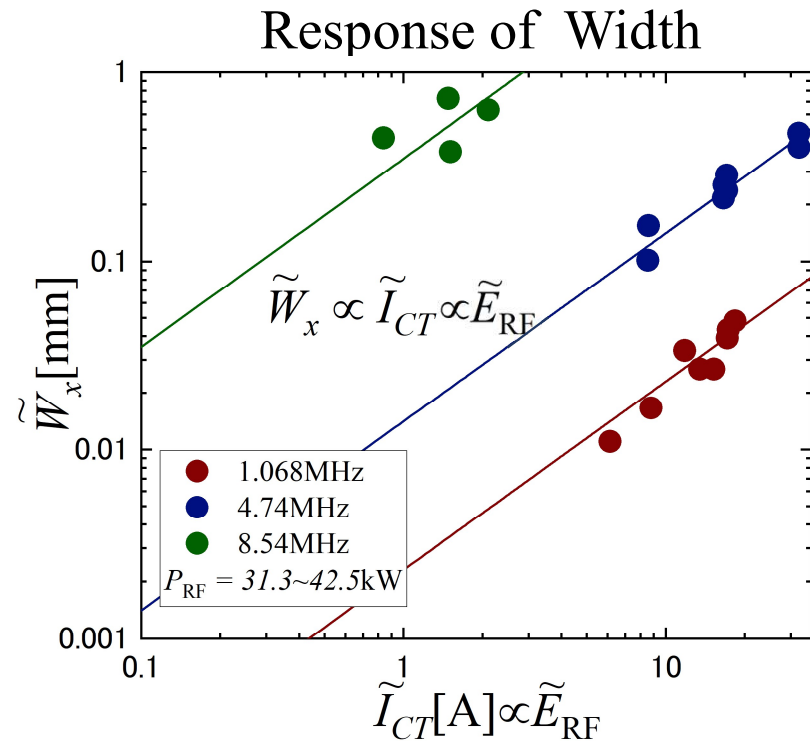 Response of Width
1
0.1
0.01
0.001
W̃x[mm]
W̃x ∝ ĨCT∝ẼRF
1.068MHz
4.74MHz
8.54MHz
PRF = 31.3~42.5kW
0.1
1
10
ĨCT[A]∝ẼRF